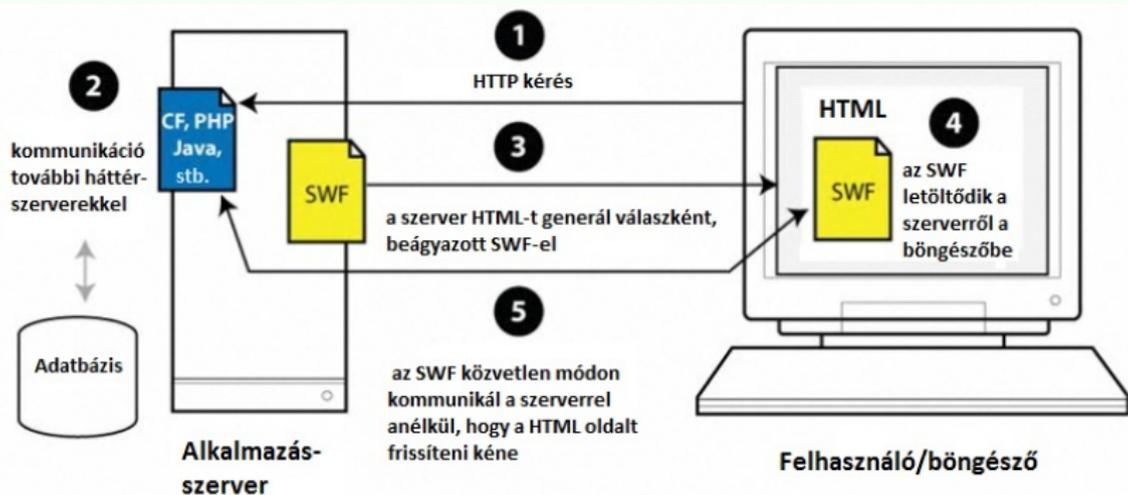 1
HTTP kérés
2
kommunikáció
további háttér-
szerverekkel
CF, PHP
Java,
stb.
SWF
3
a szerver HTML-t generál válaszként,
beágyazott SWF-el
HTML
4
SWF
az SWF
letöltődik a
szerverről a
böngészőbe
5
az SWF közvetlen módon
kommunikál a szerverrel
anélkül, hogy a HTML oldalt
frissíteni kéne
Adatbázis
Alkalmazás-
szerver
Felhasználó/böngésző